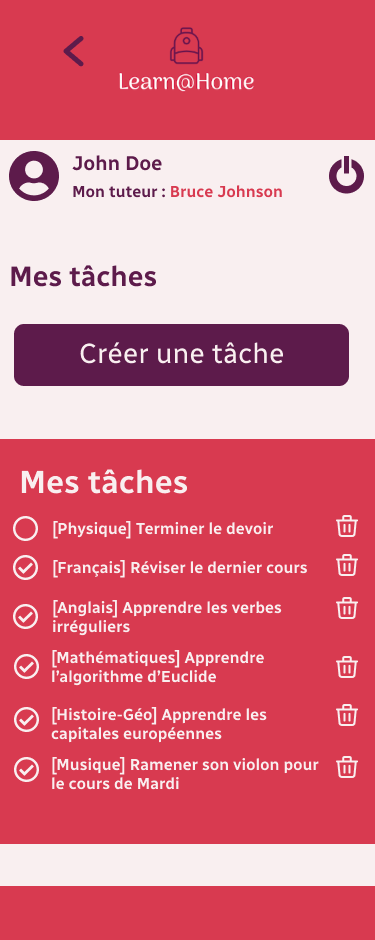 Learn@Home
John Doe
Mon tuteur : Bruce Johnson
Mes tâches
Créer une tâche
Mes tâches
[Physique] Terminer le devoir
[Français] Réviser le dernier cours
[Anglais] Apprendre les verbes
irréguliers
[Mathématiques] Apprendre
l'algorithme d'Euclide
[Histoire-Géo] Apprendre les
capitales européennes
[Musique] Ramener son violon pour
le cours de Mardi